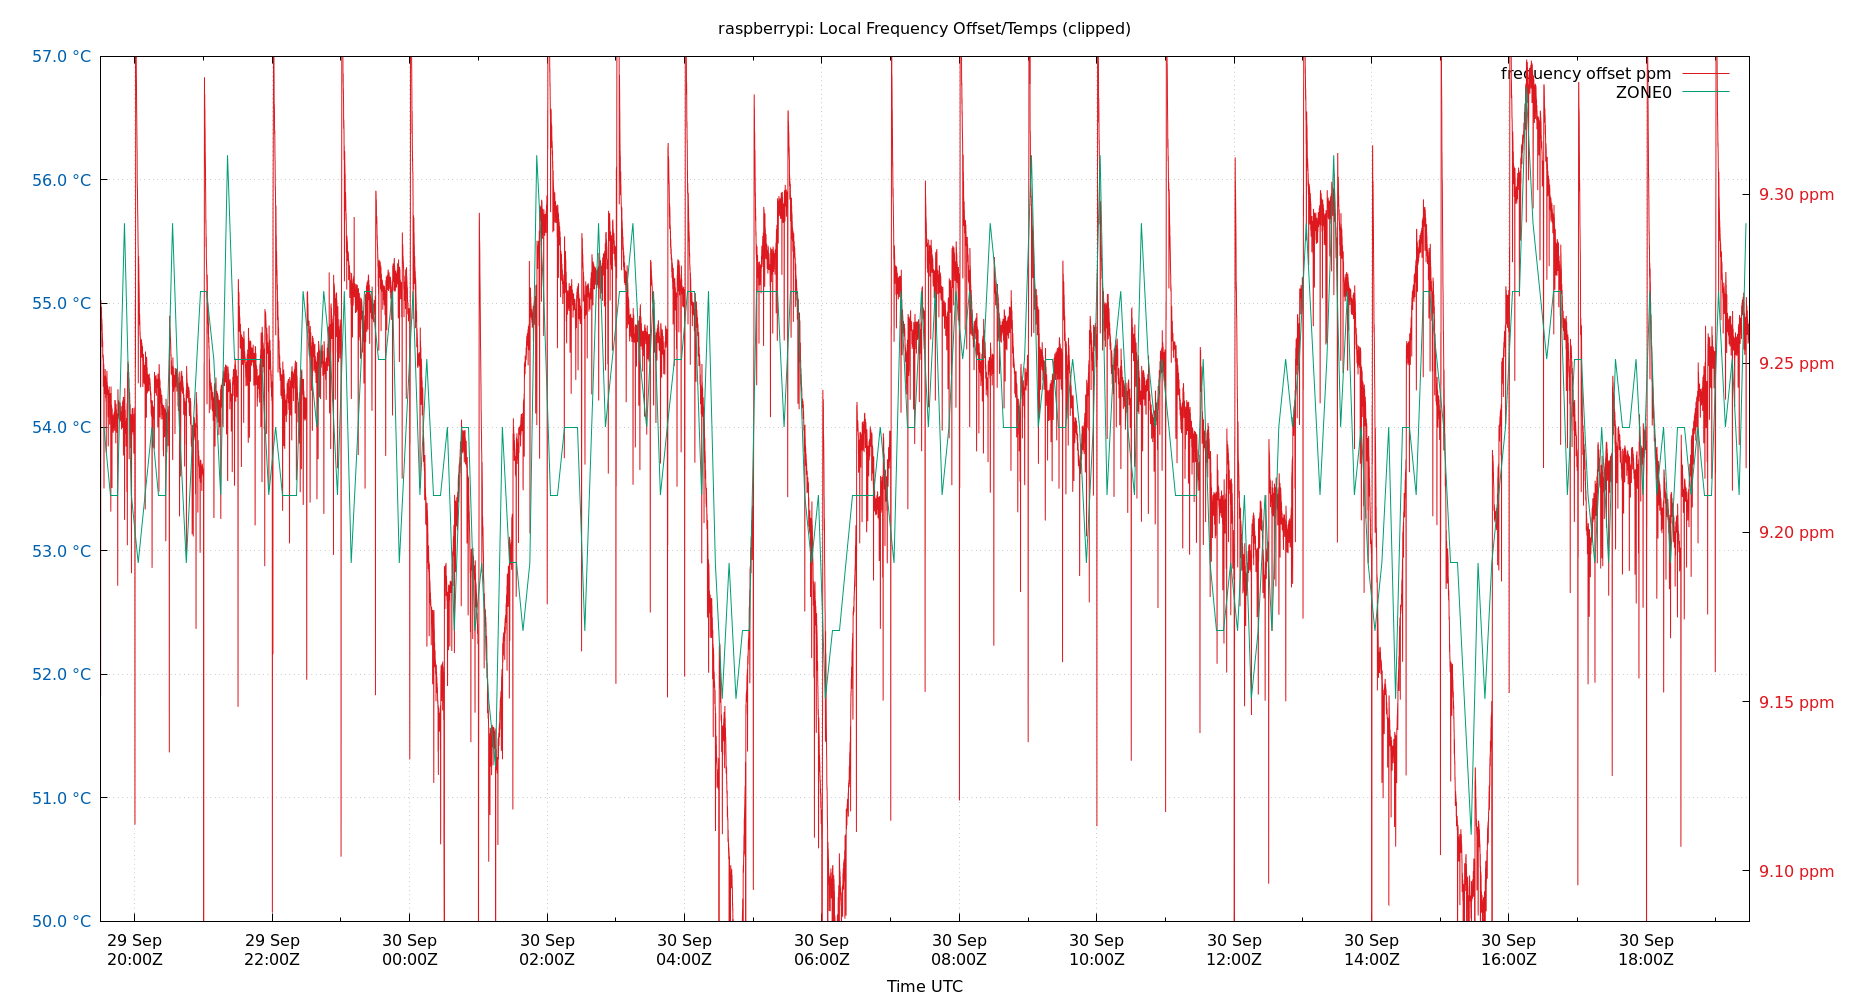 raspberrypi: Local Frequency Offset/Temps (clipped)
57.0 °C
56.0 °C
55.0 °C
54.0 °C
53.0 °C
52.0 °C
51.0 °C
50.0 °C
frequency offset ppm
ZONE0
9.30 ppm
9.25 ppm
9.20 ppm
9.15 ppm
9.10 ppm
29 Sep
20:00Z
29 Sep
22:00Z
30 Sep
00:00Z
30 Sep
02:00Z
30 Sep
04:00Z
30 Sep
06:00Z
30 Sep
08:00Z
30 Sep
10:00Z
30 Sep
12:00Z
30 Sep
14:00Z
30 Sep
16:00Z
30 Sep
18:00Z
Time UTC